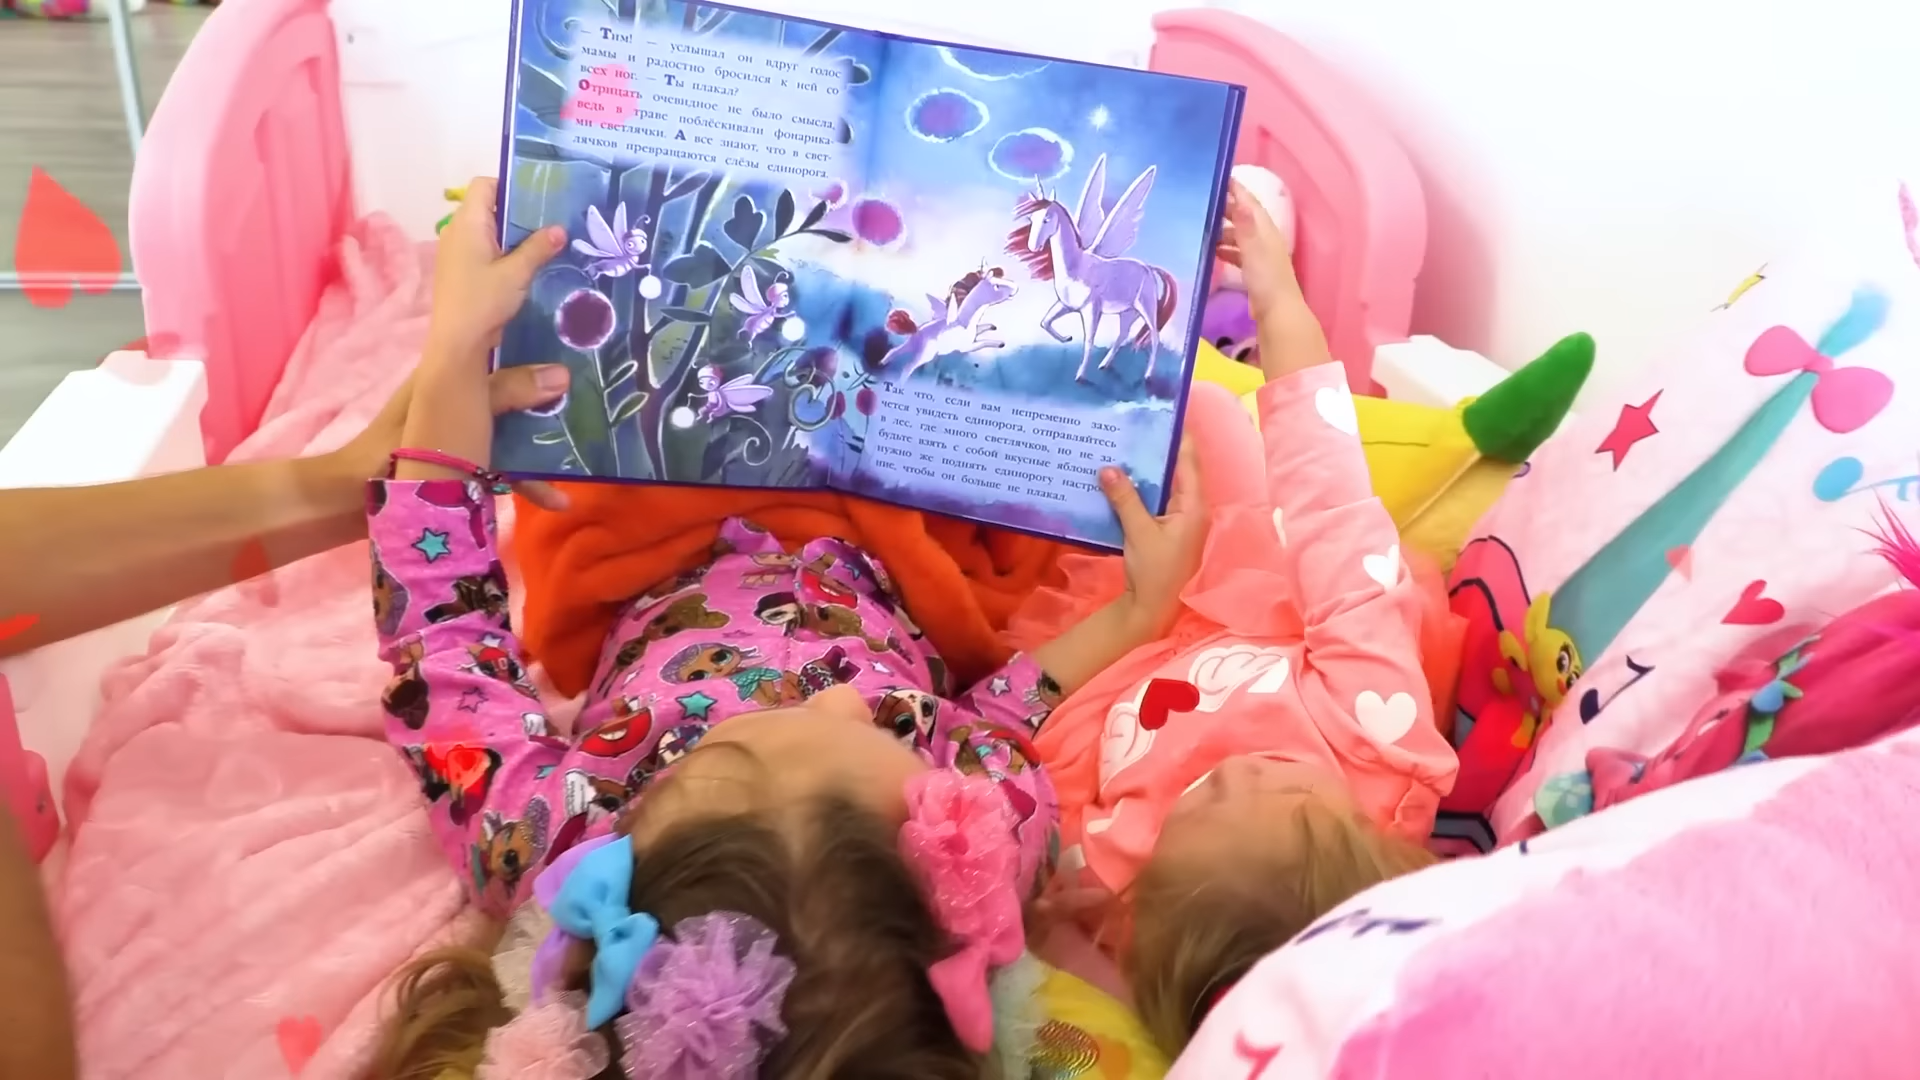 — Тим! — услышал он вдруг голос
мамы и радостно бросился к ней со
всех ног. — Ты плакал?
Отрицать очевидное не было смысла,
ведь в траве поблёскивали фонарика-
ми светлячки. А все знают, что в свет-
лячков превращаются слёзы единорога.
Так что, если вам непременно захо-
чется увидеть единорога, отправляйтесь
в лес, где много светлячков, но не за-
будьте взять с собой вкусные яблоки
нужно же поднять единорогу настро
ние, чтобы он больше не плакал.